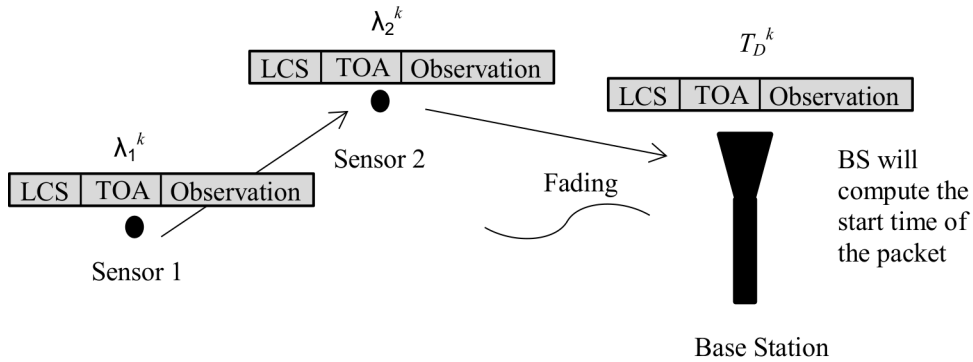 λ₁ᵏ
LCS TOA Observation
Sensor 1
λ₂ᵏ
LCS TOA Observation
Sensor 2
Fading
T_D^k
LCS TOA Observation
BS will
compute the
start time of
the packet
Base Station